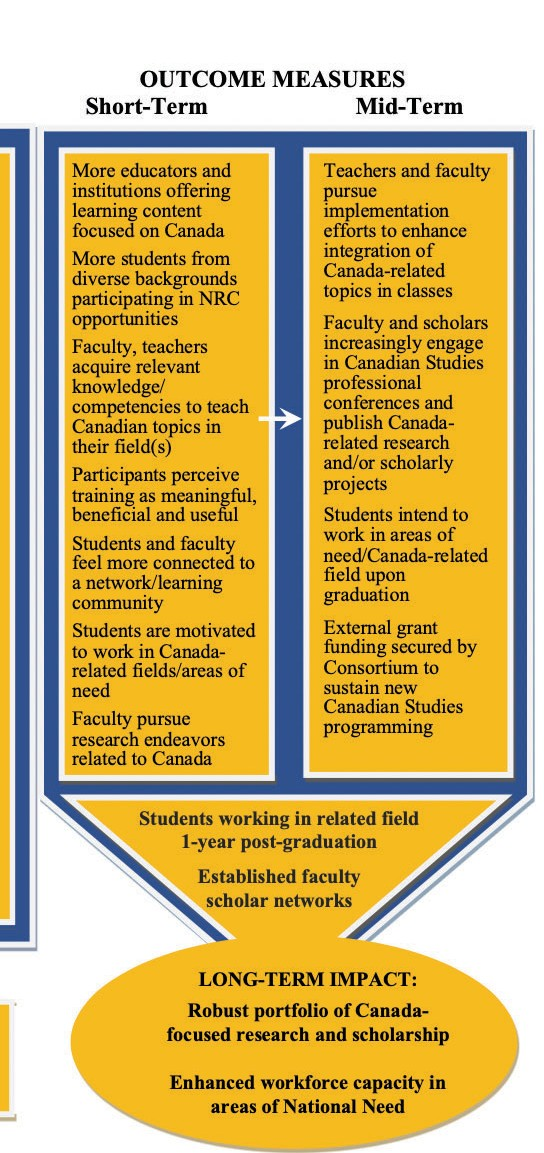 OUTCOME MEASURES
Short-Term
Mid-Term
More educators and
institutions offering
learning content
focused on Canada
More students from
diverse backgrounds
participating in NRC
opportunities
Faculty, teachers
acquire relevant
knowledge/
competencies to teach
Canadian topics in
their field(s)
Participants perceive
training as meaningful,
beneficial and useful
Students and faculty
feel more connected to
a network/learning
community
Students are motivated
to work in Canada-
related fields/areas of
need
Faculty pursue
research endeavors
related to Canada
Teachers and faculty
pursue
implementation
efforts to enhance
integration of
Canada-related
topics in classes
Faculty and scholars
increasingly engage
in Canadian Studies
professional
conferences and
publish Canada-
related research
and/or scholarly
projects
Students intend to
work in areas of
need/Canada-related
field upon
graduation
External grant
funding secured by
Consortium to
sustain new
Canadian Studies
programming
Students working in related field
1-year post-graduation
Established faculty
scholar networks
LONG-TERM IMPACT:
Robust portfolio of Canada-
focused research and scholarship
Enhanced workforce capacity in
areas of National Need